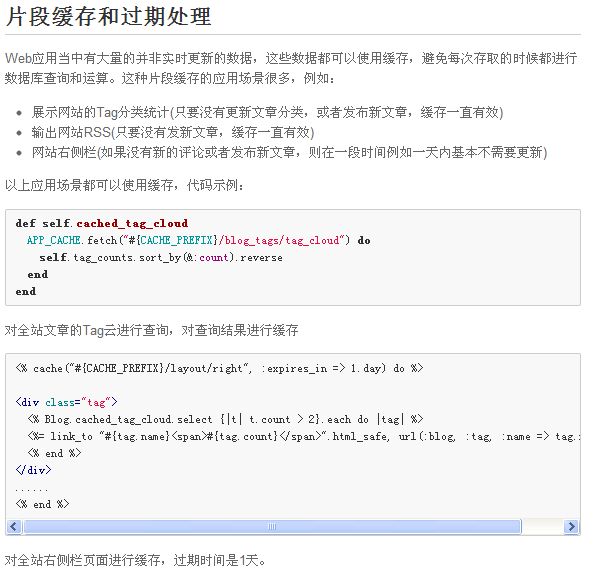 片段缓存和过期处理
Web应用当中有大量的并非实时更新的数据，这些数据都可以使用缓存，避免每次存取的时候都进行
数据库查询和运算。这种片段缓存的应用场景很多，例如：
展示网站的Tag分类统计(只要没有更新文章分类，或者发布新文章，缓存一直有效)
输出网站RSS(只要没有发新文章，缓存一直有效)
网站右侧栏(如果没有新的评论或者发布新文章，则在一段时间例如一天内基本不需要更新)
以上应用场景都可以使用缓存，代码示例：
def self.cached_tag_cloud
  APP_CACHE.fetch("#{CACHE_PREFIX}/blog_tags/tag_cloud") do
    self.tag_counts.sort_by(&:count).reverse
  end
end
对全站文章的Tag云进行查询，对查询结果进行缓存
<% cache("#{CACHE_PREFIX}/layout/right", :expires_in => 1.day) do %>
<div class="tag">
  <% Blog.cached_tag_cloud.select {|t| t.count > 2}.each do |tag| %>
  <%= link_to "#{tag.name}<span>#{tag.count}</span>".html_safe, url(:blog, :tag, :name => tag.
  <% end %>
</div>
......
<% end %>
对全站右侧栏页面进行缓存，过期时间是1天。